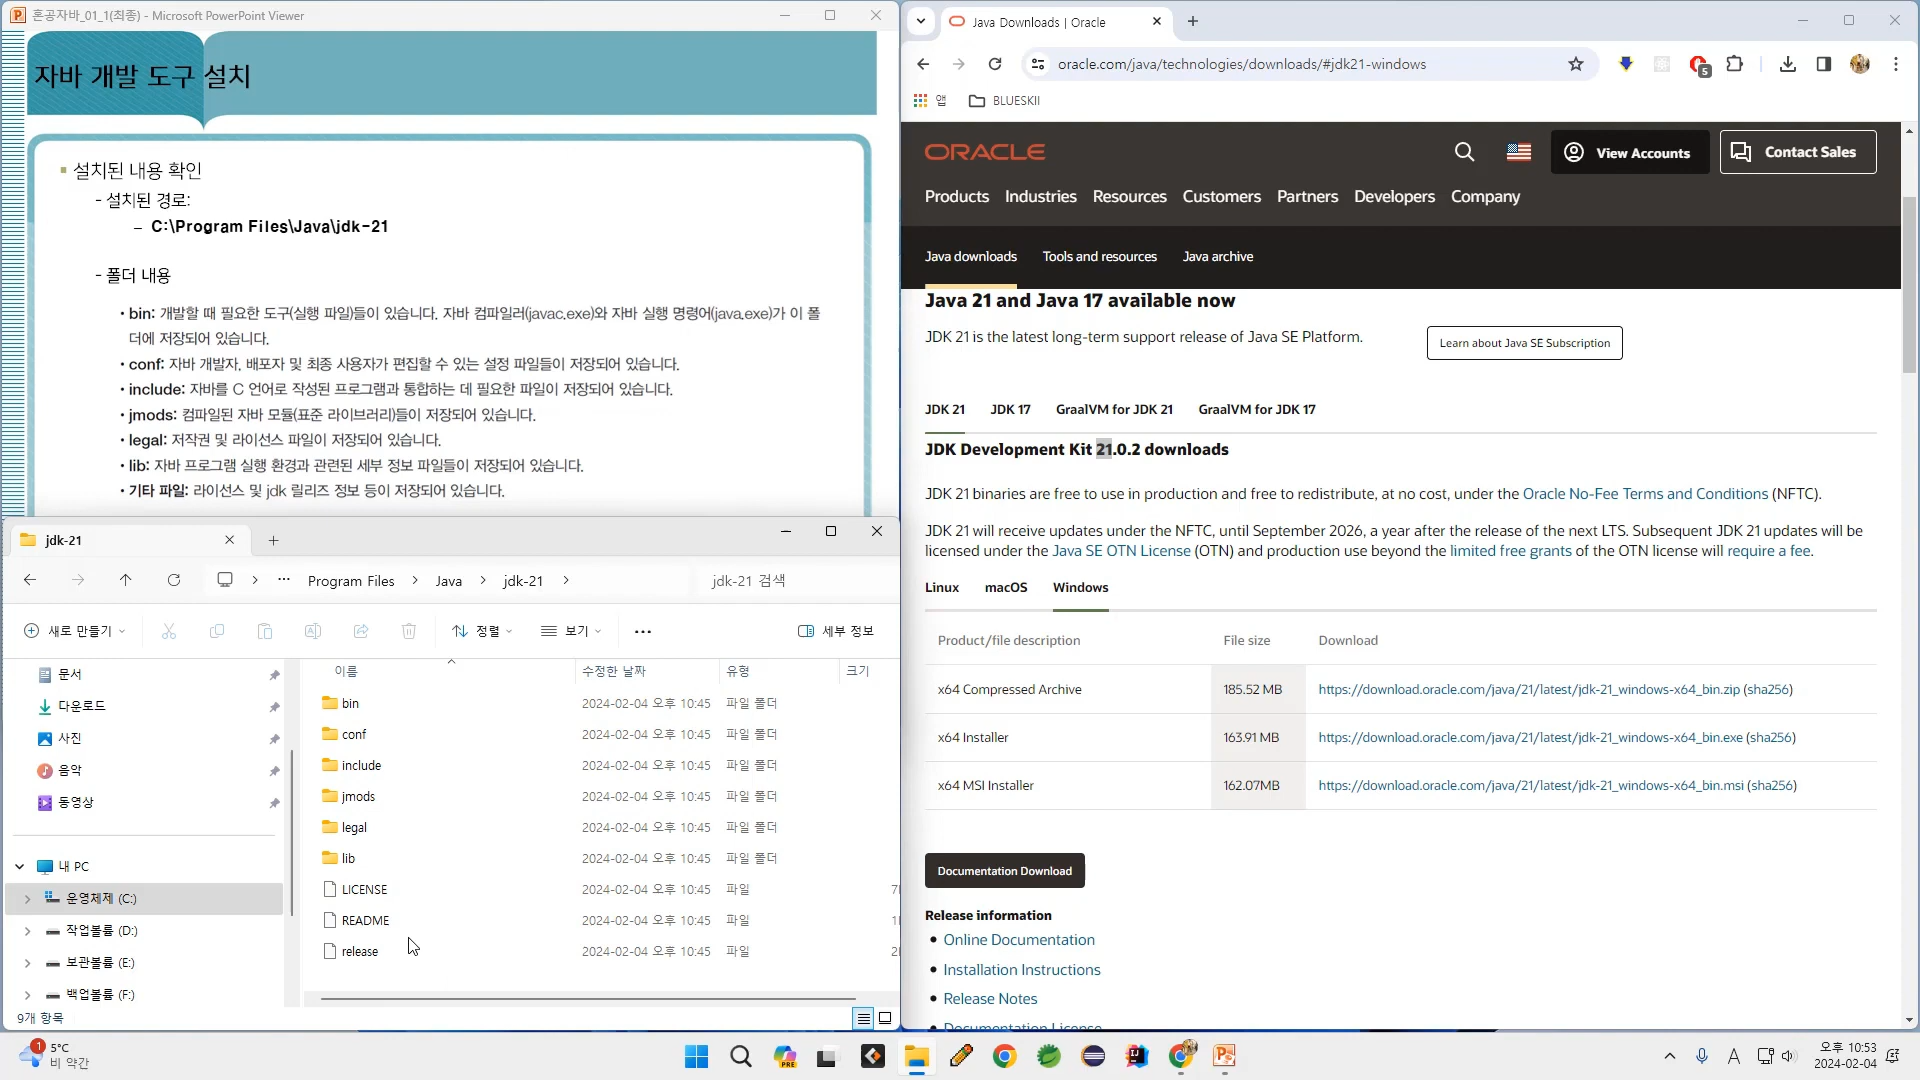 혼공자바_01_1(최종) - Microsoft PowerPoint Viewer
자바 개발 도구 설치
설치된 내용 확인
- 설치된 경로:
– C:\Program Files\Java\jdk-21
- 폴더 내용
• bin: 개발할 때 필요한 도구(실행 파일)들이 있습니다. 자바 컴파일러(javac.exe)와 자바 실행 명령어(java.exe)가 이 폴
더에 저장되어 있습니다.
• conf: 자바 개발자, 배포자 및 최종 사용자가 편집할 수 있는 설정 파일들이 저장되어 있습니다.
• include: 자바를 C 언어로 작성된 프로그램과 통합하는 데 필요한 파일이 저장되어 있습니다.
• jmods: 컴파일된 자바 모듈(표준 라이브러리)들이 저장되어 있습니다.
• legal: 저작권 및 라이선스 파일이 저장되어 있습니다.
• lib: 자바 프로그램 실행 환경과 관련된 세부 정보 파일들이 저장되어 있습니다.
• 기타 파일: 라이선스 및 jdk 릴리즈 정보 등이 저장되어 있습니다.
jdk-21
Program Files > Java > jdk-21 >
jdk-21 검색
새로 만들기
정렬
보기
세부 정보
문서
다운로드
사진
음악
동영상
내 PC
운영체제 (C:)
작업볼륨 (D:)
보관볼륨 (E:)
백업볼륨 (F:)
이름 수정한 날짜 유형 크기
bin 2024-02-04 오후 10:45 파일 폴더
conf 2024-02-04 오후 10:45 파일 폴더
include 2024-02-04 오후 10:45 파일 폴더
jmods 2024-02-04 오후 10:45 파일 폴더
legal 2024-02-04 오후 10:45 파일 폴더
lib 2024-02-04 오후 10:45 파일 폴더
LICENSE 2024-02-04 오후 10:45 파일
README 2024-02-04 오후 10:45 파일
release 2024-02-04 오후 10:45 파일
9개 항목
Java Downloads | Oracle
oracle.com/java/technologies/downloads/#jdk21-windows
5
앱
BLUESKII
ORACLE
View Accounts
Contact Sales
Products Industries Resources Customers Partners Developers Company
Java downloads Tools and resources Java archive
Java 21 and Java 17 available now
JDK 21 is the latest long-term support release of Java SE Platform.
Learn about Java SE Subscription
JDK 21 JDK 17 GraalVM for JDK 21 GraalVM for JDK 17
JDK Development Kit 21.0.2 downloads
JDK 21 binaries are free to use in production and free to redistribute, at no cost, under the Oracle No-Fee Terms and Conditions (NFTC).
JDK 21 will receive updates under the NFTC, until September 2026, a year after the release of the next LTS. Subsequent JDK 21 updates will be
licensed under the Java SE OTN License (OTN) and production use beyond the limited free grants of the OTN license will require a fee.
Linux macOS Windows
Product/file description File size Download
x64 Compressed Archive 185.52 MB https://download.oracle.com/java/21/latest/jdk-21_windows-x64_bin.zip (sha256)
x64 Installer 163.91 MB https://download.oracle.com/java/21/latest/jdk-21_windows-x64_bin.exe (sha256)
x64 MSI Installer 162.07MB https://download.oracle.com/java/21/latest/jdk-21_windows-x64_bin.msi (sha256)
Documentation Download
Release information
• Online Documentation
• Installation Instructions
• Release Notes
• Documentation License
1
5°C
비 약간
PRE
IJ
A
오후 10:53
2024-02-04